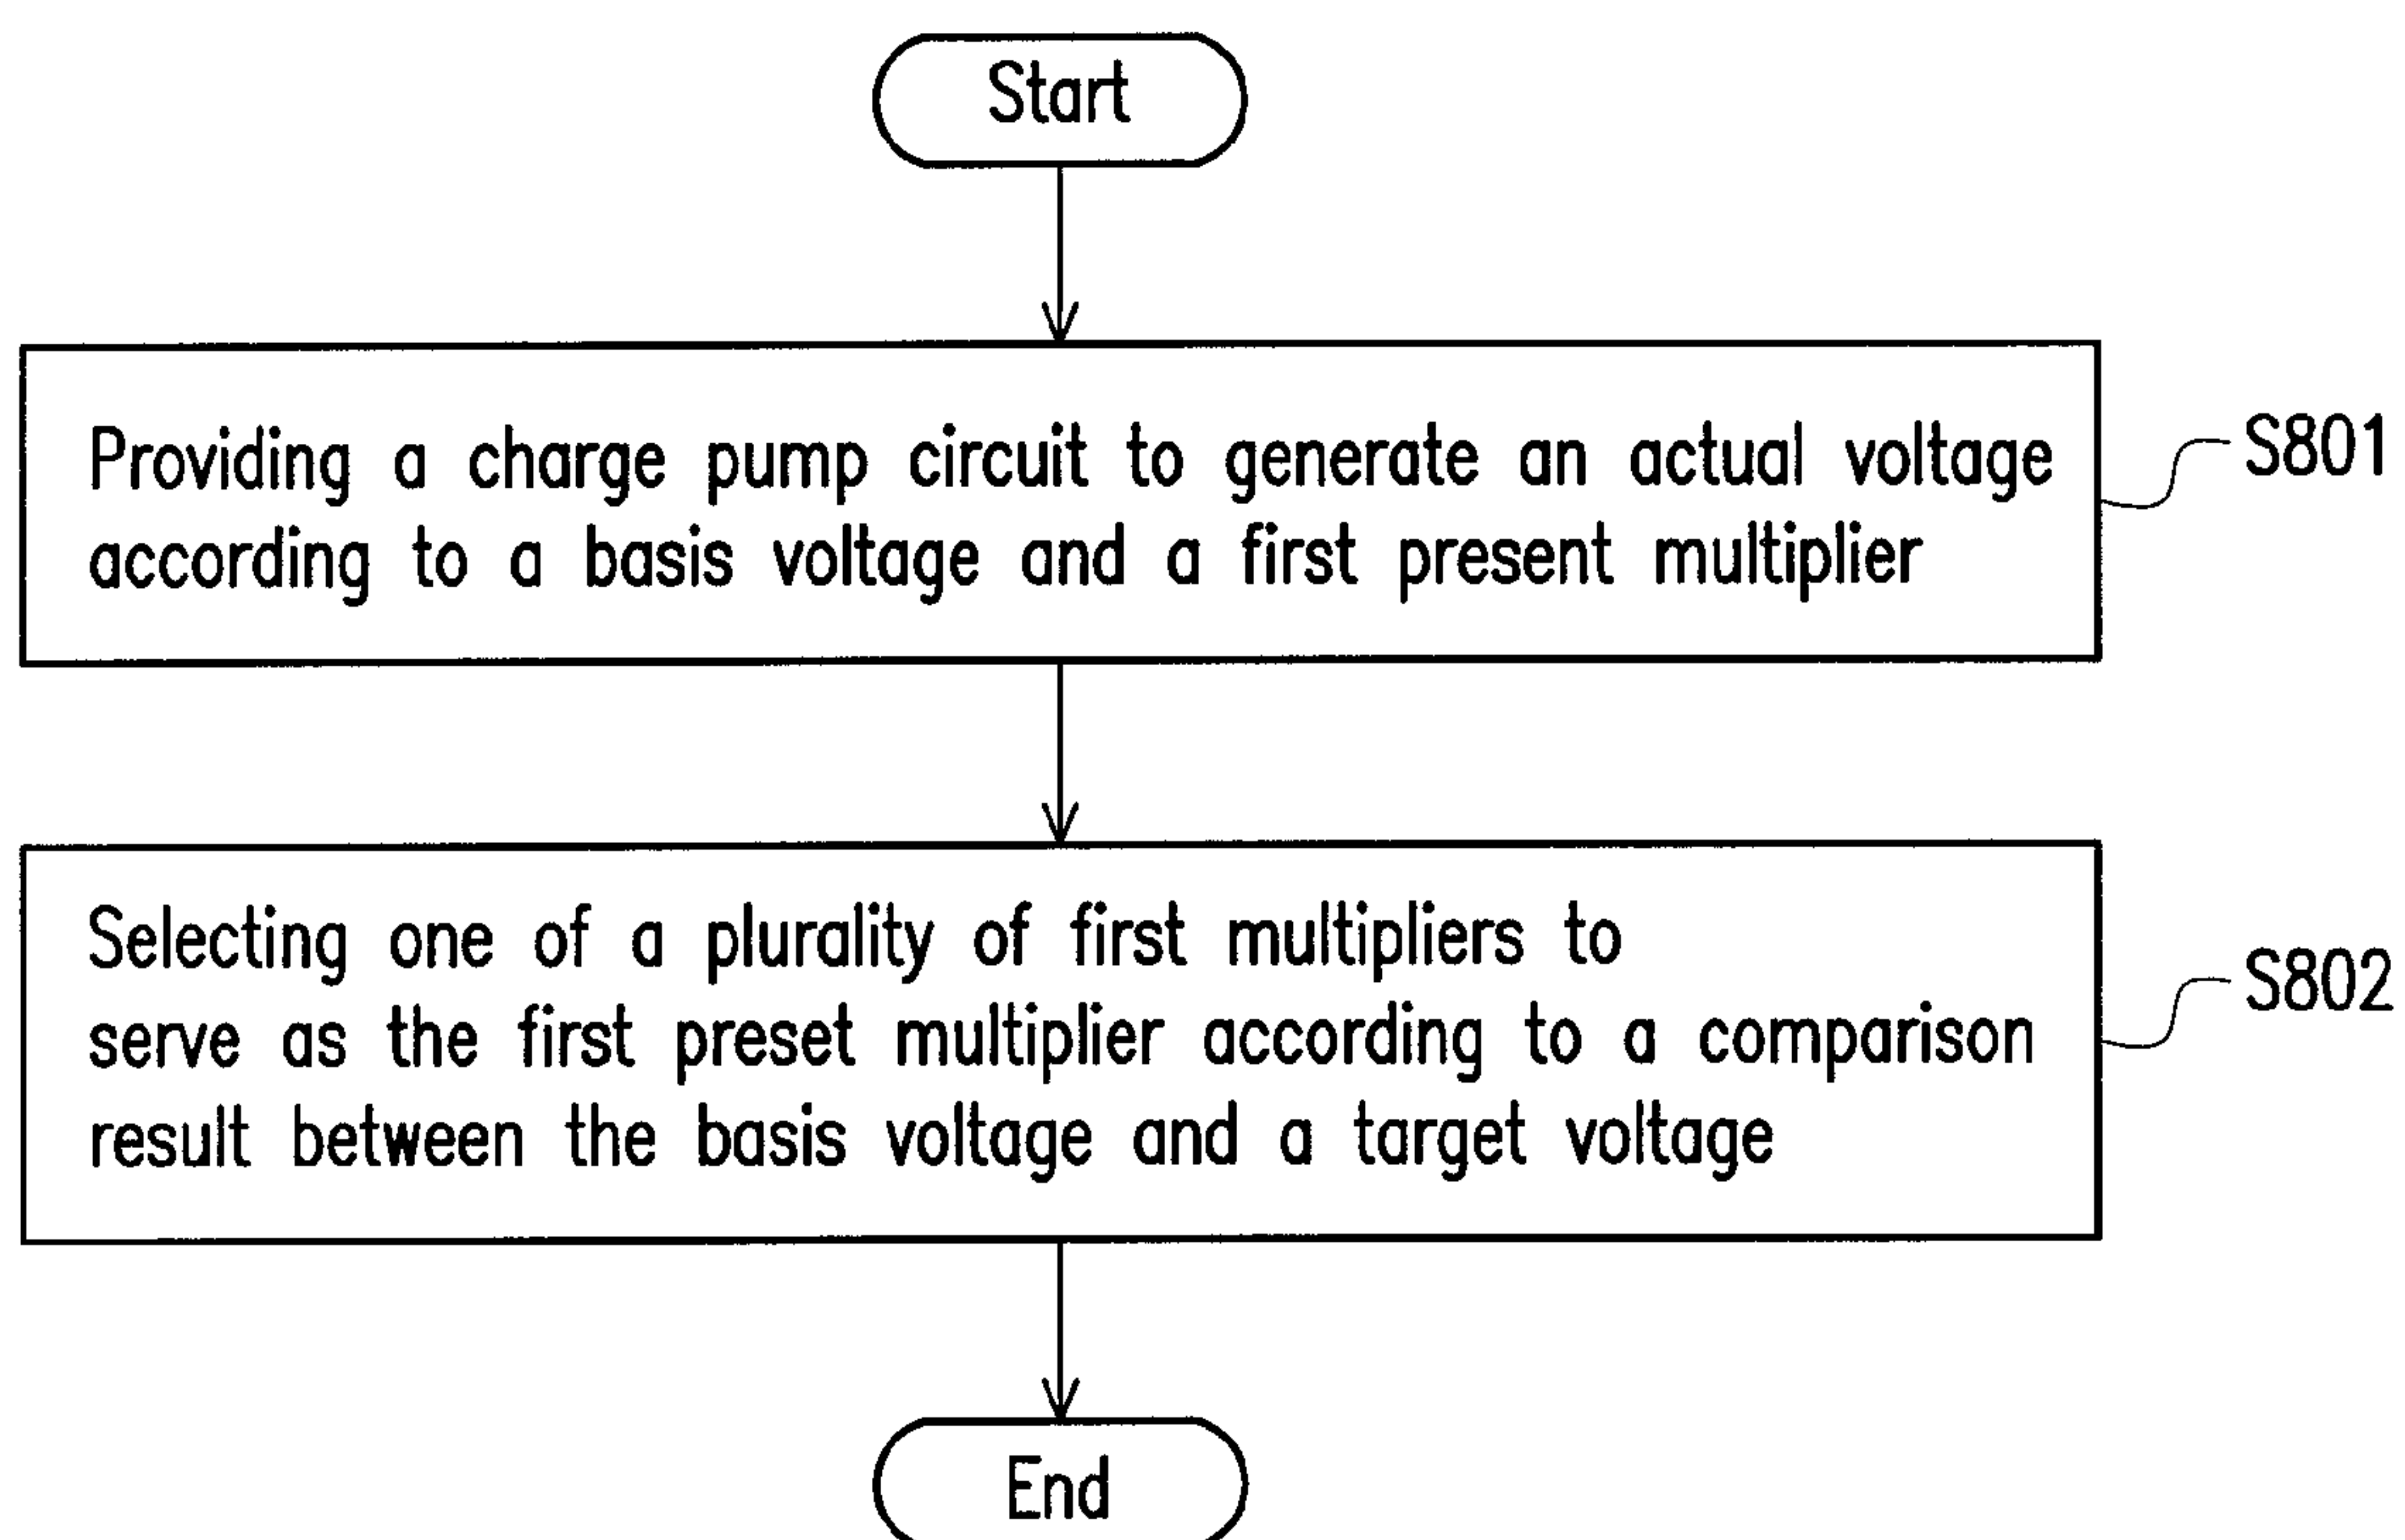 Start
Providing a charge pump circuit to generate an actual voltage
according to a basis voltage and a first present multiplier
S801
Selecting one of a plurality of first multipliers to
serve as the first preset multiplier according to a comparison
result between the basis voltage and a target voltage
S802
End